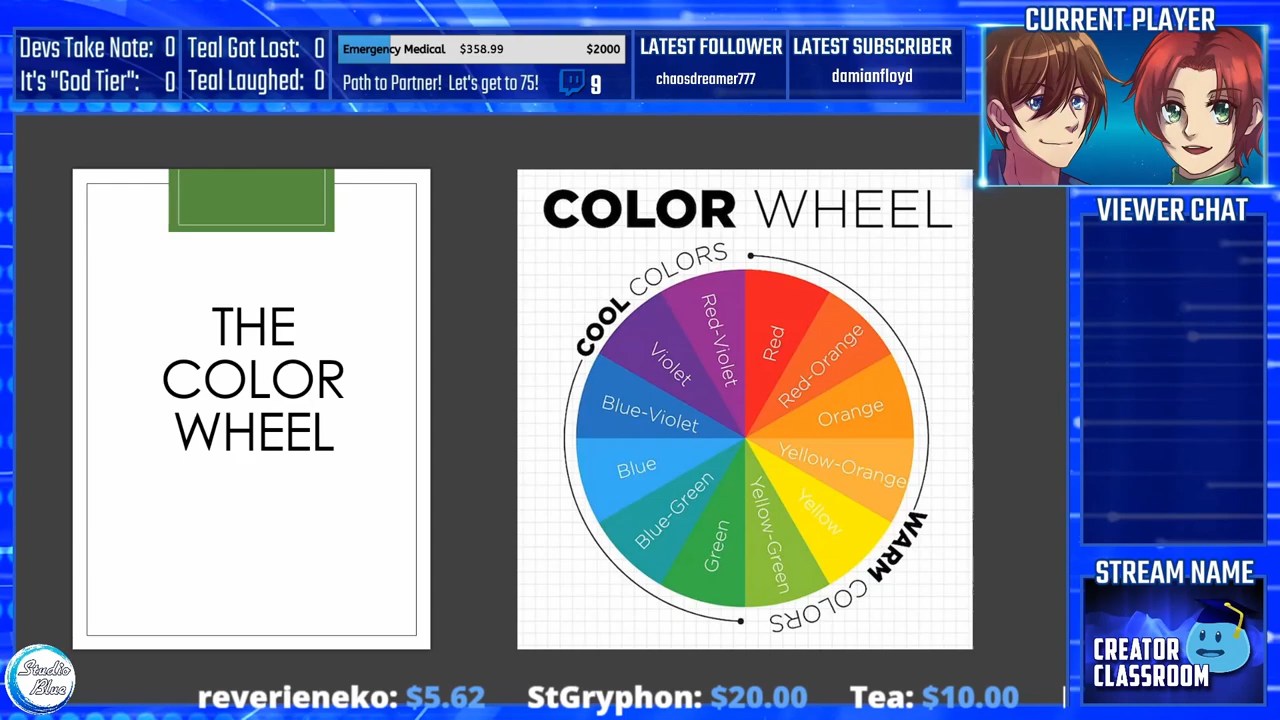 Devs Take Note: 0
It's "God Tier": 0
Teal Got Lost: 0
Teal Laughed: 0
Emergency Medical $358.99 $2000
Path to Partner! Let's get to 75! 9
LATEST FOLLOWER
chaosdreamer777
LATEST SUBSCRIBER
damianfloyd
CURRENT PLAYER
THE
COLOR
WHEEL
COLOR WHEEL
COOL COLORS
Red-Violet
Red
Red-Orange
Violet
Orange
Blue-Violet
Yellow-Orange
Blue
Yellow
Blue-Green
Green
Yellow-Green
WARM COLORS
VIEWER CHAT
STREAM NAME
CREATOR
CLASSROOM
Studio
Blue
reverieneko: $5.62 StGryphon: $20.00 Tea: $10.00 |